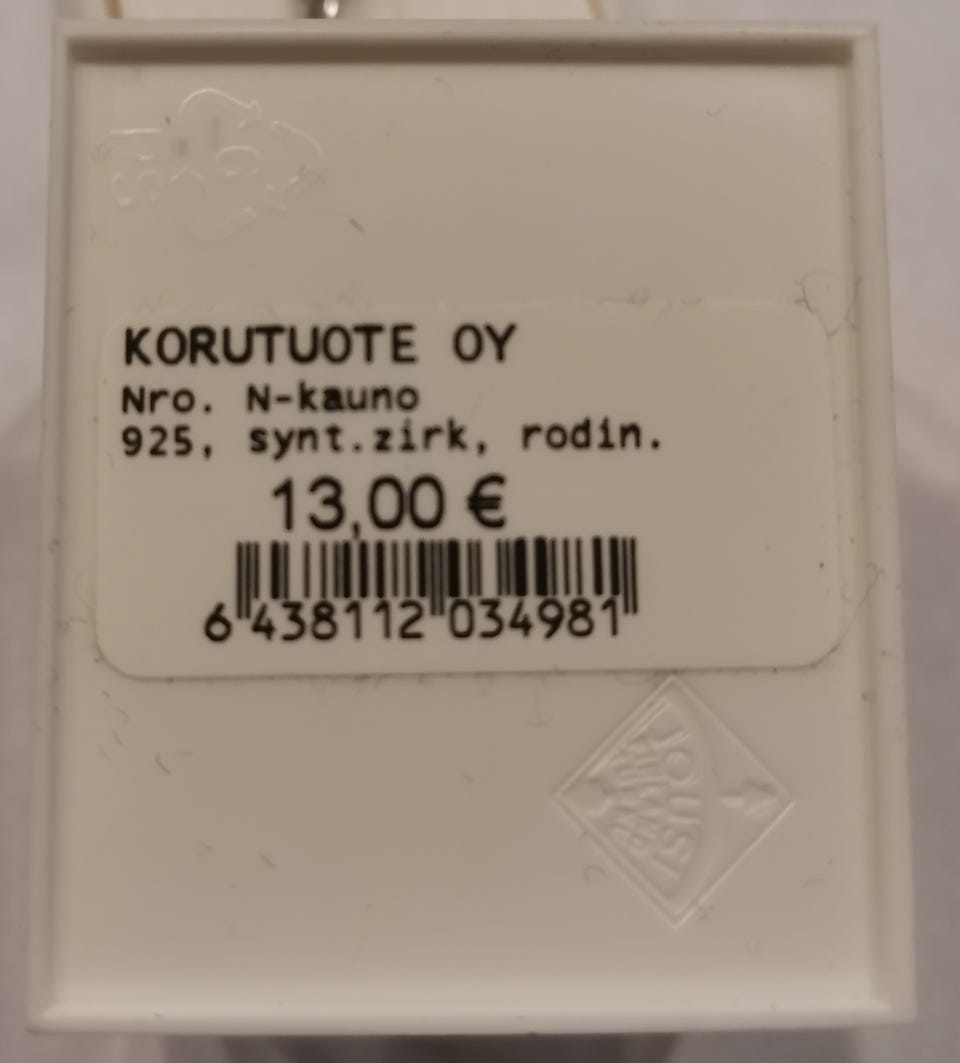 KORUTUOTE OY
Nro. N-kauno
925, synt.zirk, rodin.
13,00 €
6 438112 034981